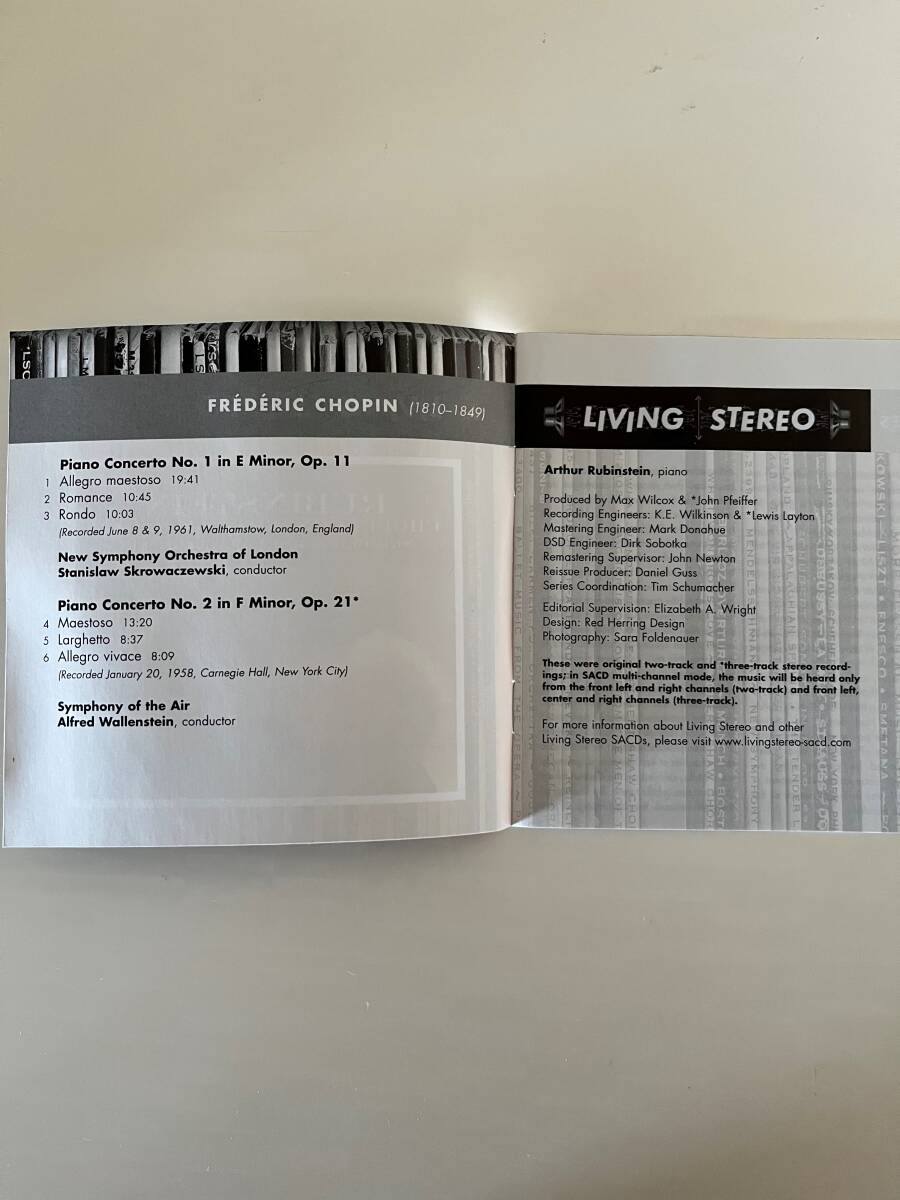 FRÉDÉRIC CHOPIN (1810–1849)
Piano Concerto No. 1 in E Minor, Op. 11
1 Allegro maestoso 19:41
2 Romance 10:45
3 Rondo 10:03
(Recorded June 8 & 9, 1961, Walthamstow, London, England)
New Symphony Orchestra of London
Stanislaw Skrowaczewski, conductor
Piano Concerto No. 2 in F Minor, Op. 21*
4 Maestoso 13:20
5 Larghetto 8:37
6 Allegro vivace 8:09
(Recorded January 20, 1958, Carnegie Hall, New York City)
Symphony of the Air
Alfred Wallenstein, conductor
LIVING STEREO
Arthur Rubinstein, piano
Produced by Max Wilcox & *John Pfeiffer
Recording Engineers: K.E. Wilkinson & *Lewis Layton
Mastering Engineer: Mark Donahue
DSD Engineer: Dirk Sobotka
Remastering Supervisor: John Newton
Reissue Producer: Daniel Guss
Series Coordination: Tim Schumacher
Editorial Supervision: Elizabeth A. Wright
Design: Red Herring Design
Photography: Sara Foldenauer
These were original two-track and *three-track stereo record-
ings; in SACD multi-channel mode, the music will be heard only
from the front left and right channels (two-track) and front left,
center and right channels (three-track).
For more information about Living Stereo and other
Living Stereo SACDs, please visit www.livingstereo-sacd.com